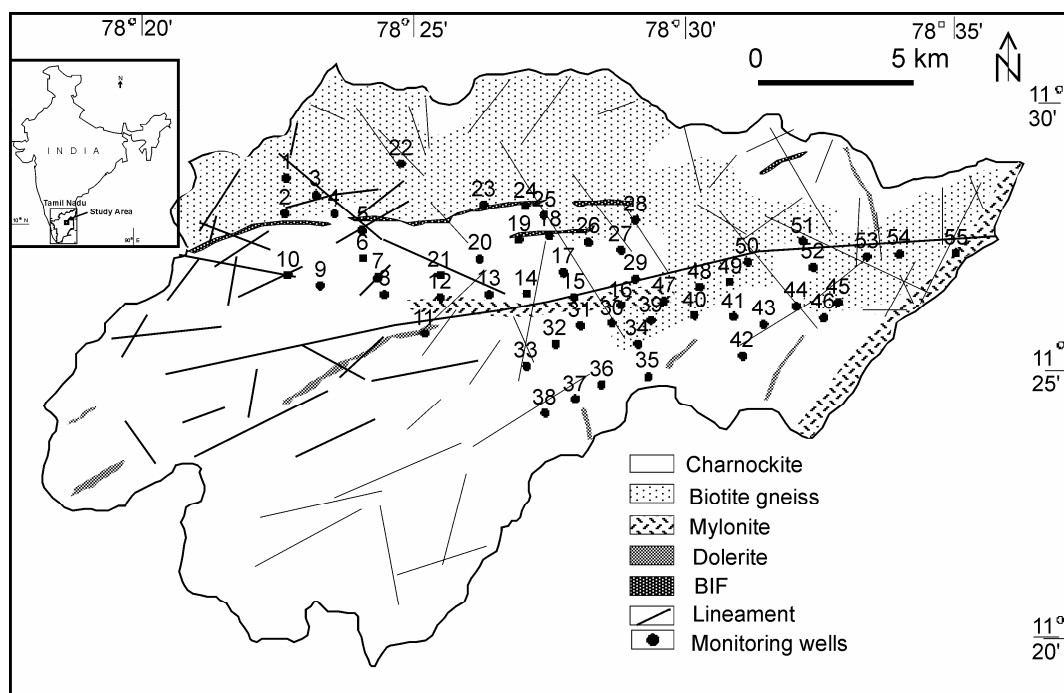 78° 20' 78° 25' 78° 30' 78° 35'
0 5 km
N
11°
30'
N
I N D I A
Tamil Nadu
Study Area
10° N
80° E
22
1
3
2 4 5 23 24 25 28
6 19 18 26 51
20 27 50 52 53 54 55
10 9 7 8 21 13 14 17 29 48 49
12 15 16 47 44 45
11 31 30 39 40 41 43 46
32 34 42
33 35
36
37
38
11°
25'
Charnockite
Biotite gneiss
Mylonite
Dolerite
BIF
Lineament
Monitoring wells
11°
20'